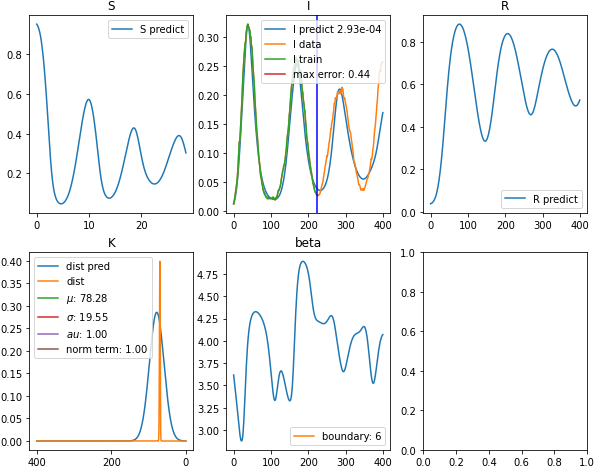 S
I
R
S predict
I predict 2.93e-04
I data
I train
max error: 0.44
R predict
0.8
0.6
0.4
0.2
0 10 20
0.30
0.25
0.20
0.15
0.10
0.05
0.00
0 100 200 300 400
0.8
0.6
0.4
0.2
0.0
0 100 200 300 400
K
beta
dist pred
dist
μ: 78.28
σ: 19.55
au: 1.00
norm term: 1.00
boundary: 6
0.40
0.35
0.30
0.25
0.20
0.15
0.10
0.05
0.00
400 200 0
4.75
4.50
4.25
4.00
3.75
3.50
3.25
3.00
0 100 200 300 400
1.0
0.8
0.6
0.4
0.2
0.0
0.0 0.2 0.4 0.6 0.8 1.0